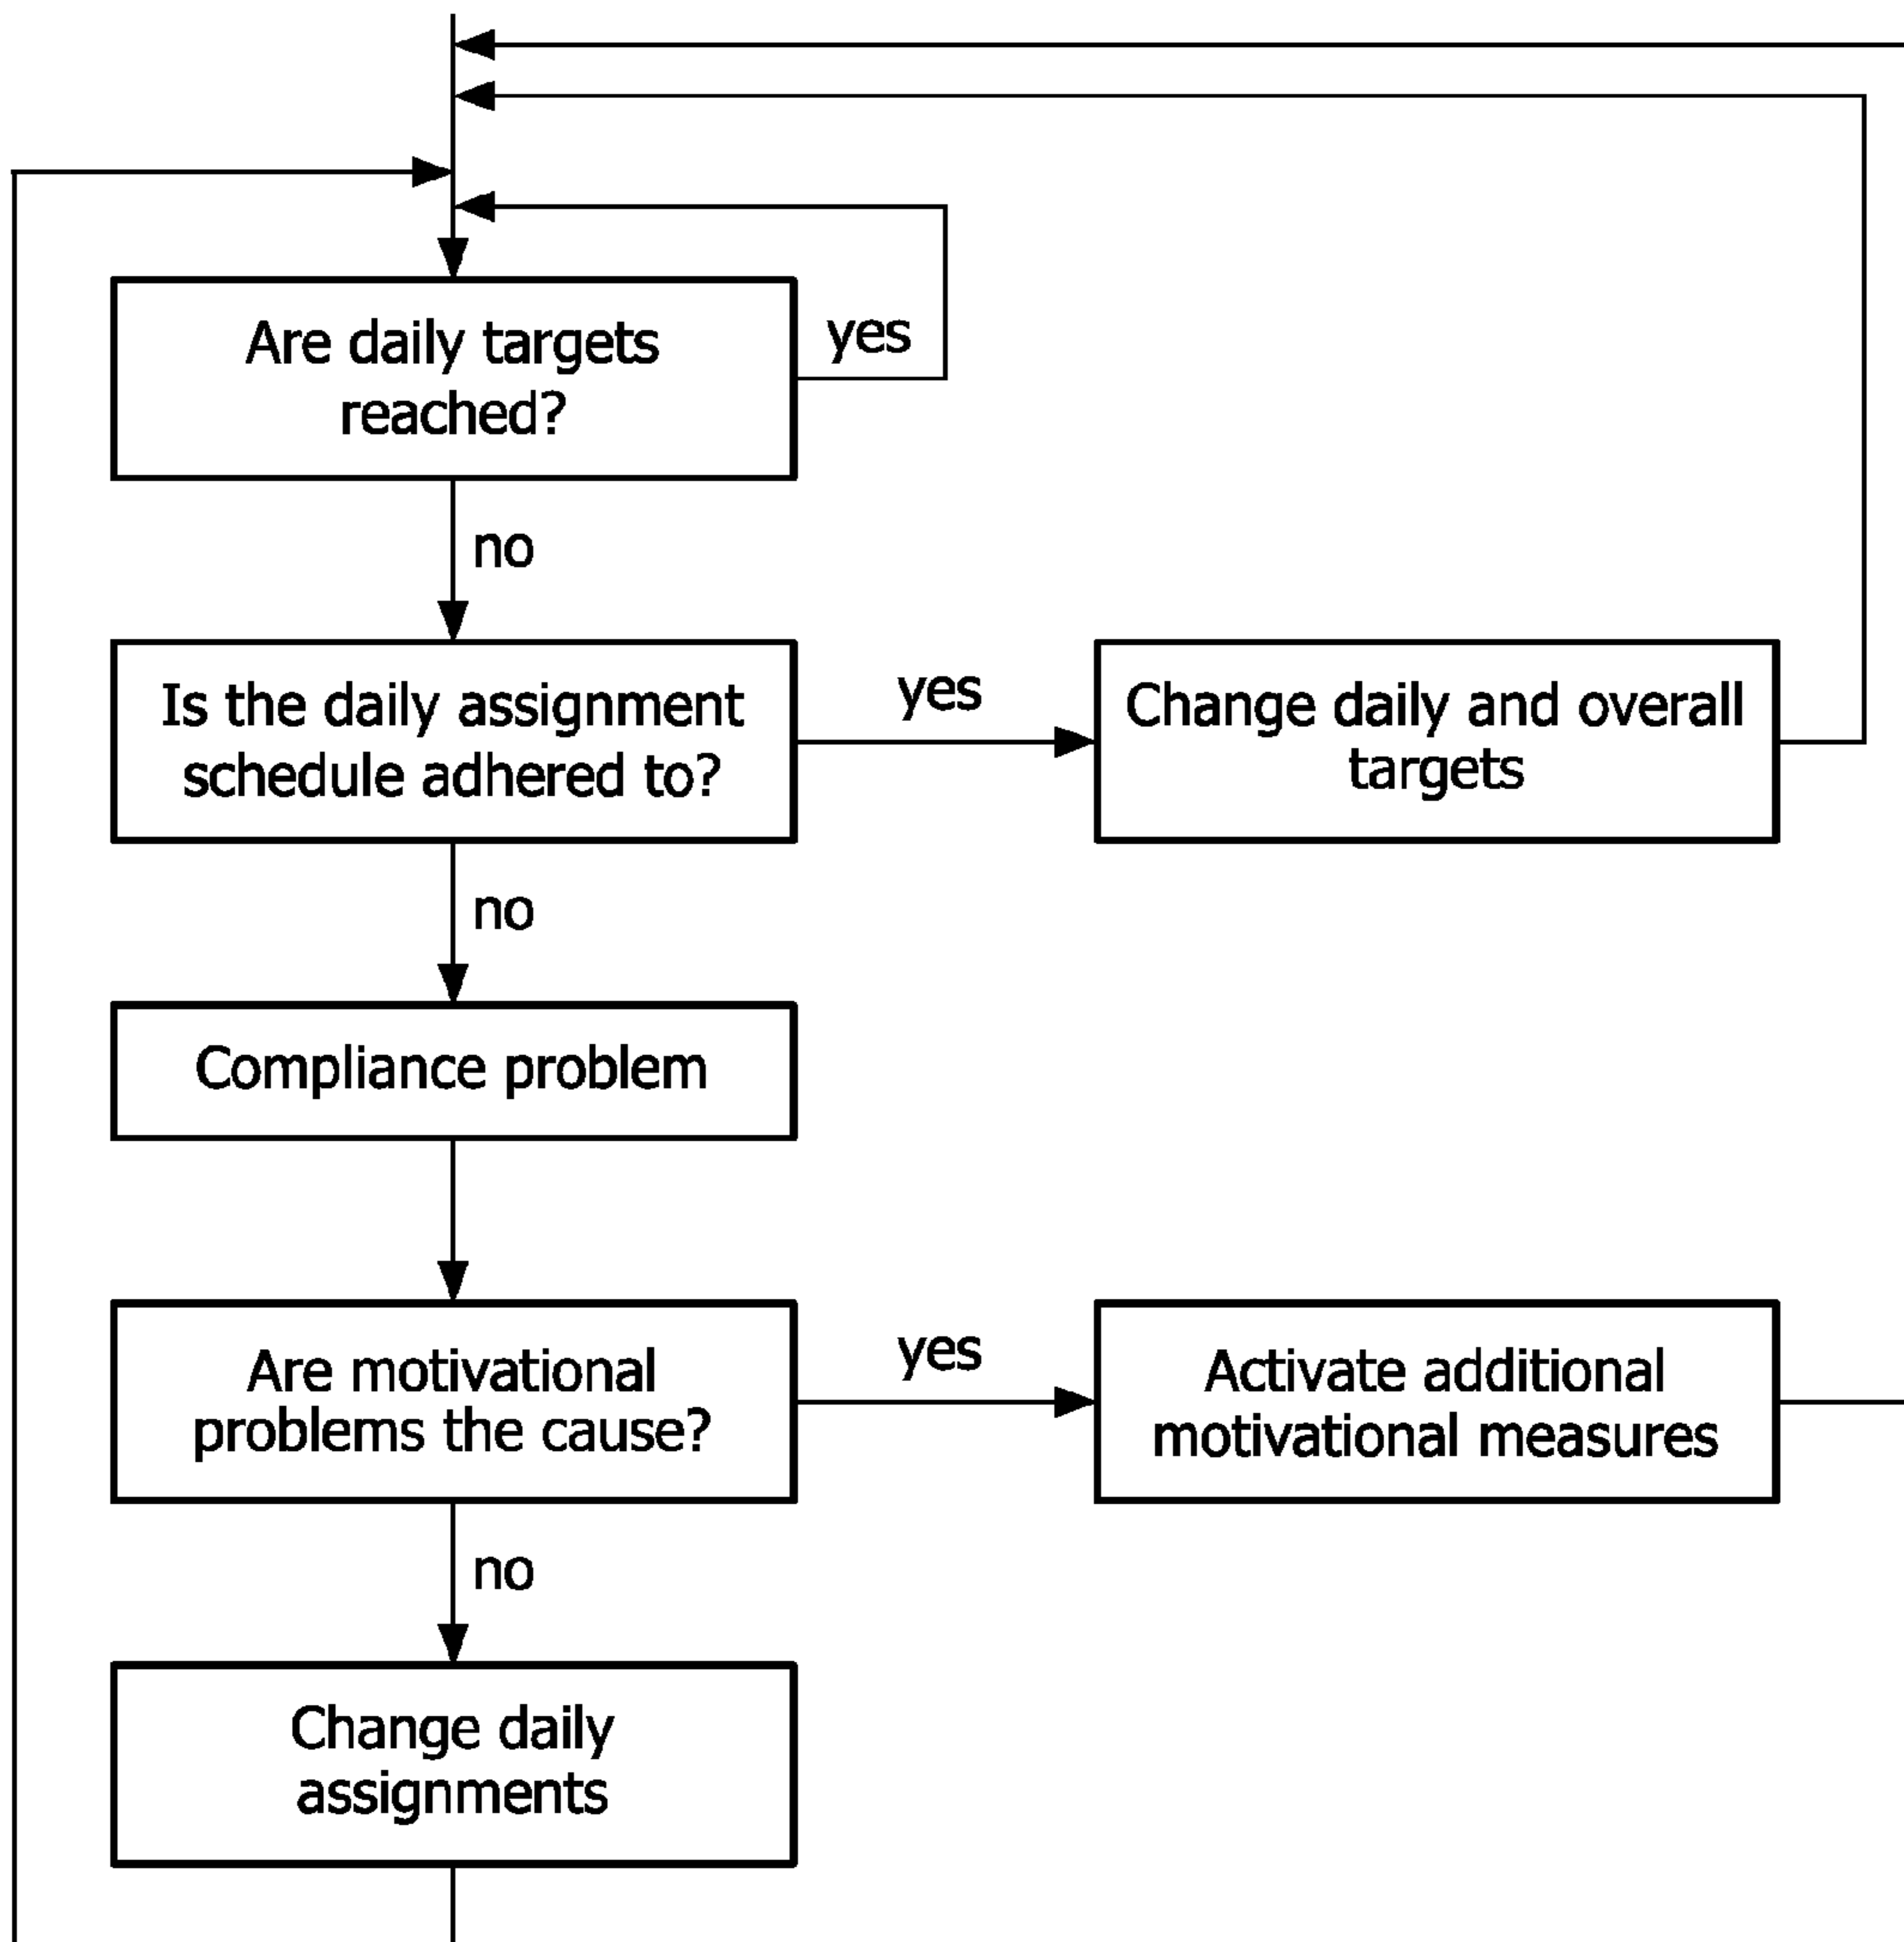 Are daily targets
reached?
yes
no
Is the daily assignment
schedule adhered to?
yes
Change daily and overall
targets
no
Compliance problem
Are motivational
problems the cause?
yes
Activate additional
motivational measures
no
Change daily
assignments